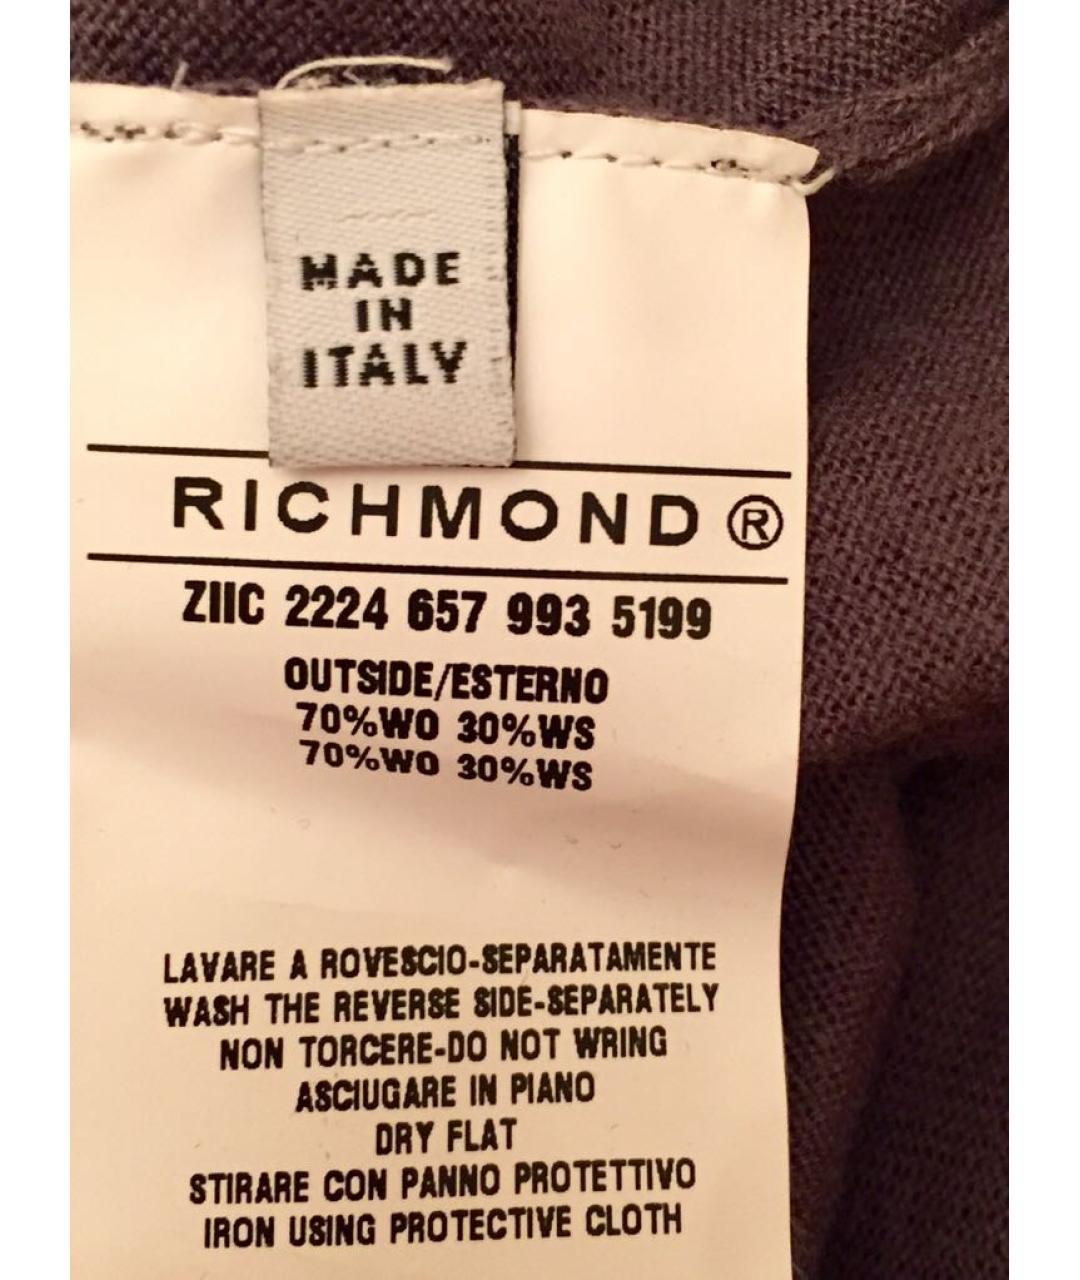 MADE
IN
ITALY
RICHMOND ®
ZIIC 2224 657 993 5199
OUTSIDE/ESTERNO
70%WO 30%WS
70%WO 30%WS
LAVARE A ROVESCIO-SEPARATAMENTE
WASH THE REVERSE SIDE-SEPARATELY
NON TORCERE-DO NOT WRING
ASCIUGARE IN PIANO
DRY FLAT
STIRARE CON PANNO PROTETTIVO
IRON USING PROTECTIVE CLOTH